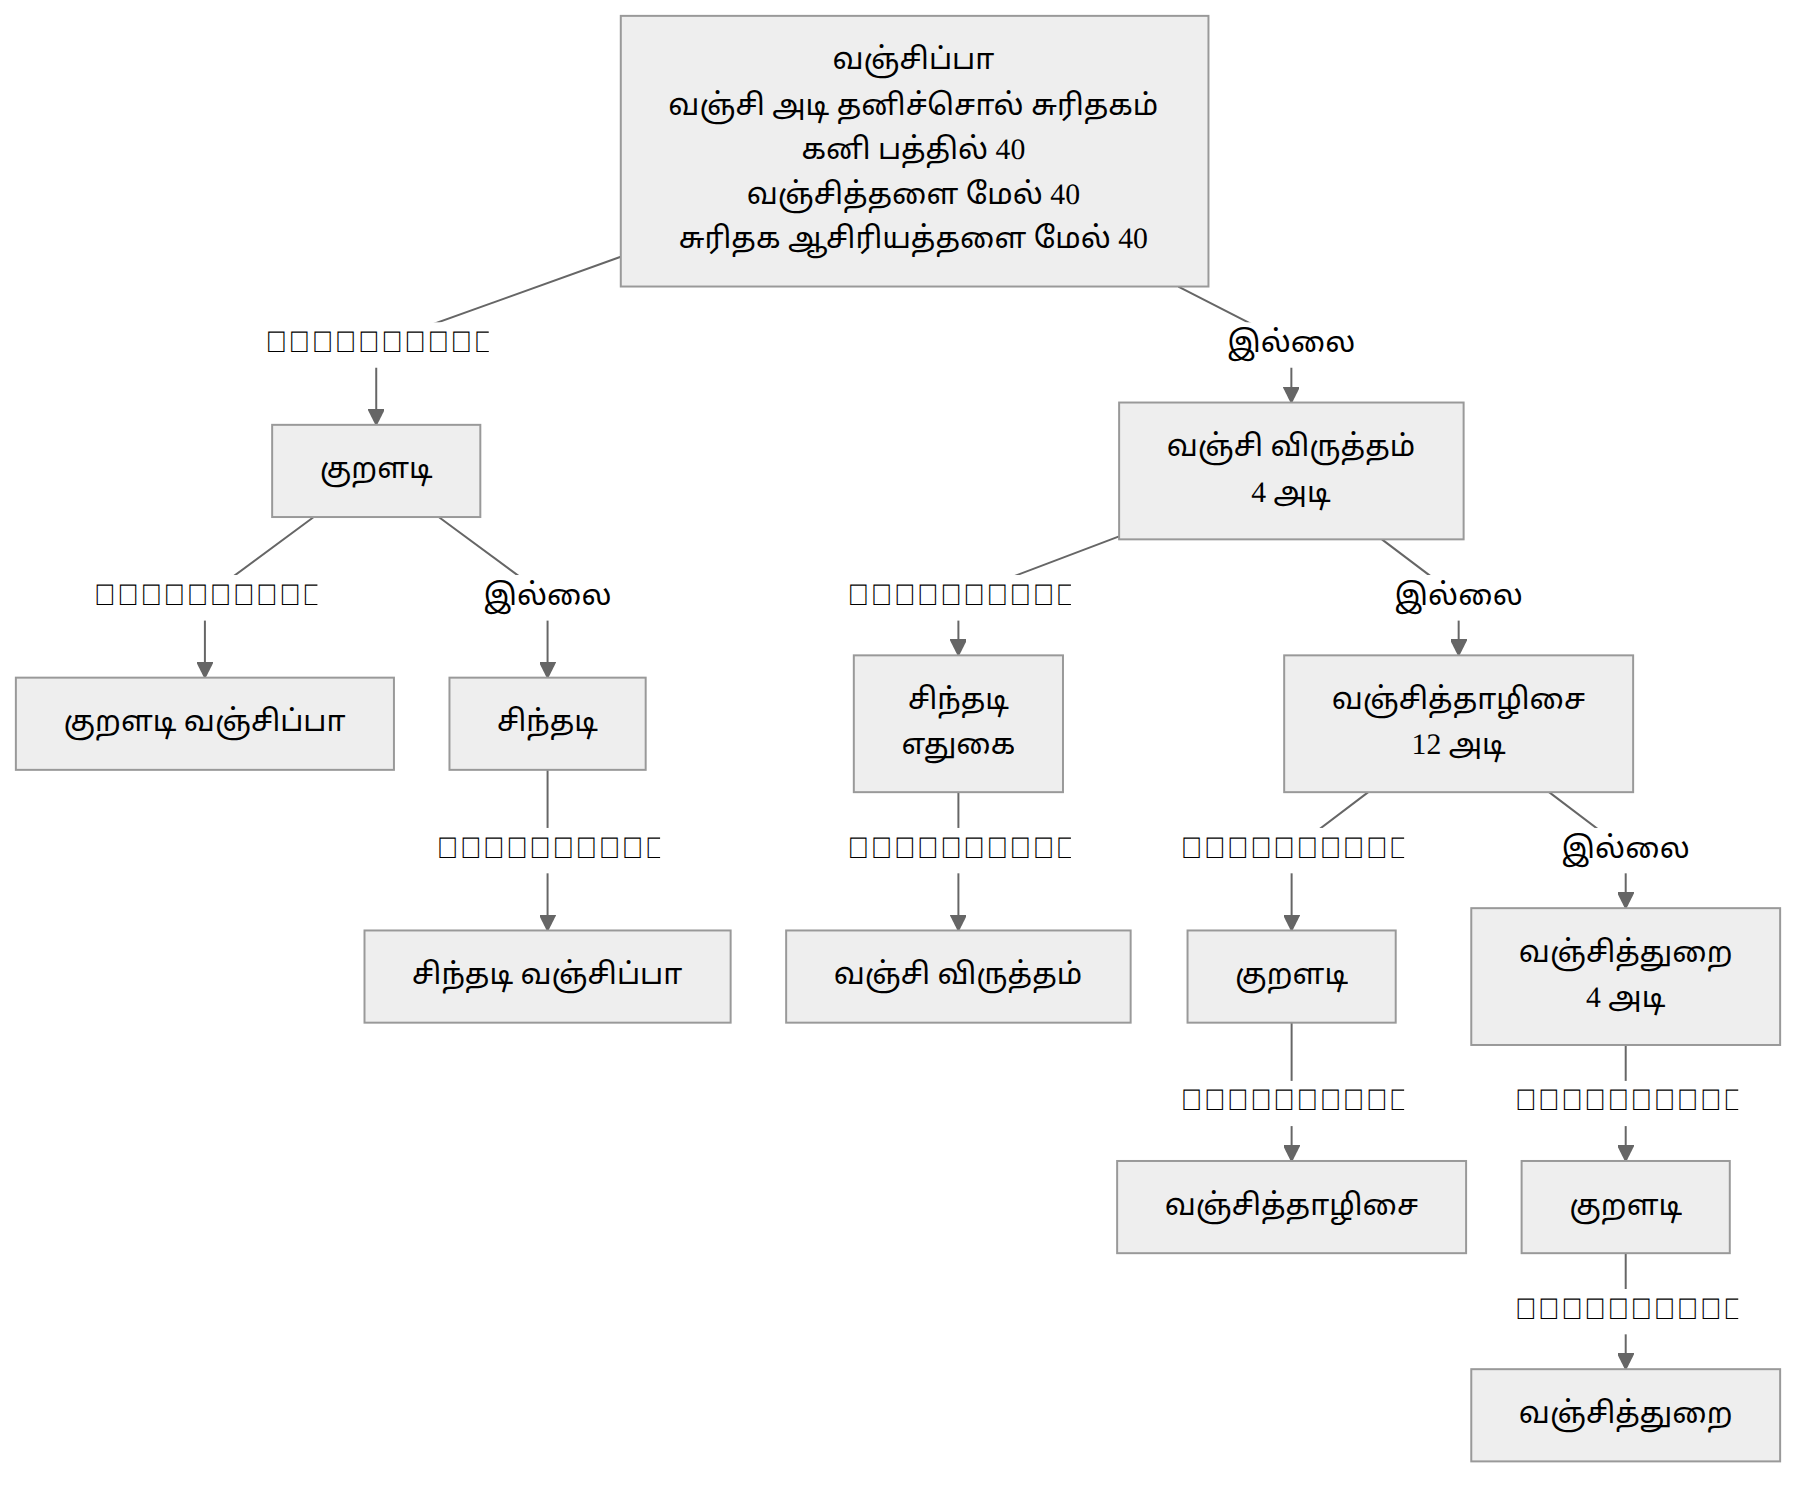 வஞ்சிப்பா
வஞ்சி அடி தனிச்சொல் சுரிதகம்
கனி பத்தில் 40
வஞ்சித்தளை மேல் 40
சுரிதக ஆசிரியத்தளை மேல் 40
இல்லை
குறளடி
வஞ்சி விருத்தம்
4 அடி
இல்லை
இல்லை
குறளடி வஞ்சிப்பா
சிந்தடி
சிந்தடி
எதுகை
வஞ்சித்தாழிசை
12 அடி
இல்லை
சிந்தடி வஞ்சிப்பா
வஞ்சி விருத்தம்
குறளடி
வஞ்சித்துறை
4 அடி
வஞ்சித்தாழிசை
குறளடி
வஞ்சித்துறை